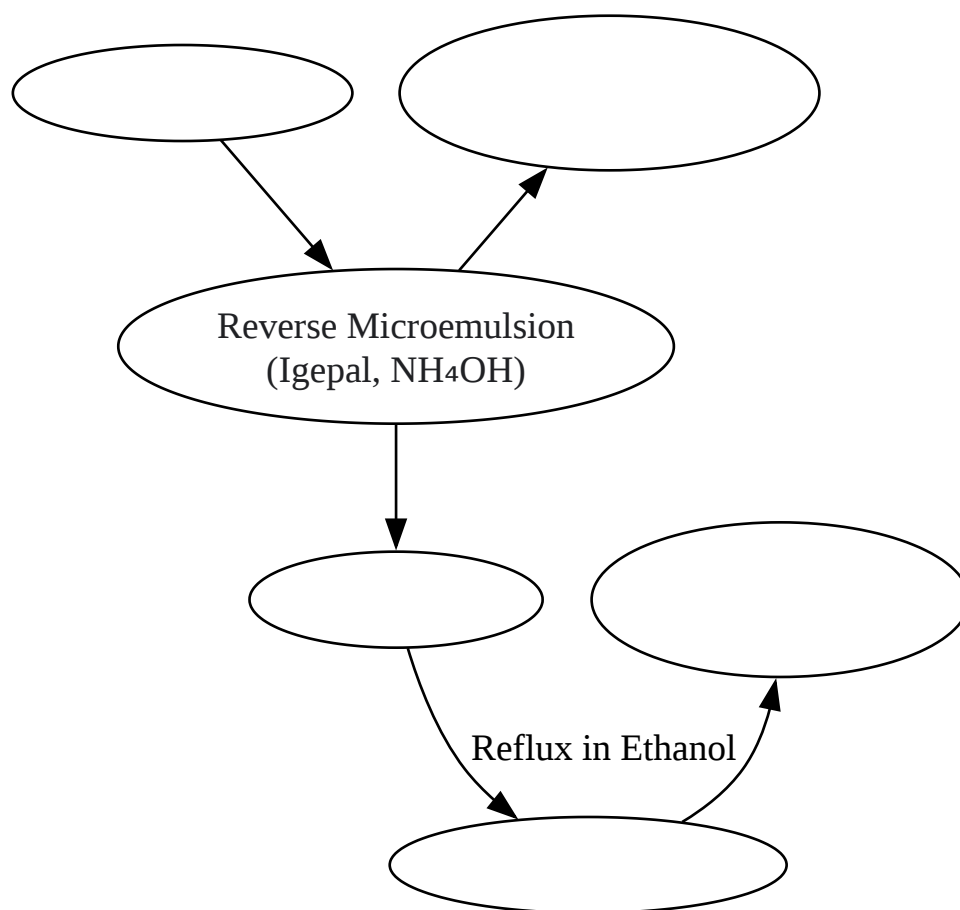 Reverse Microemulsion
(Igepal, NH₄OH)
Reflux in Ethanol